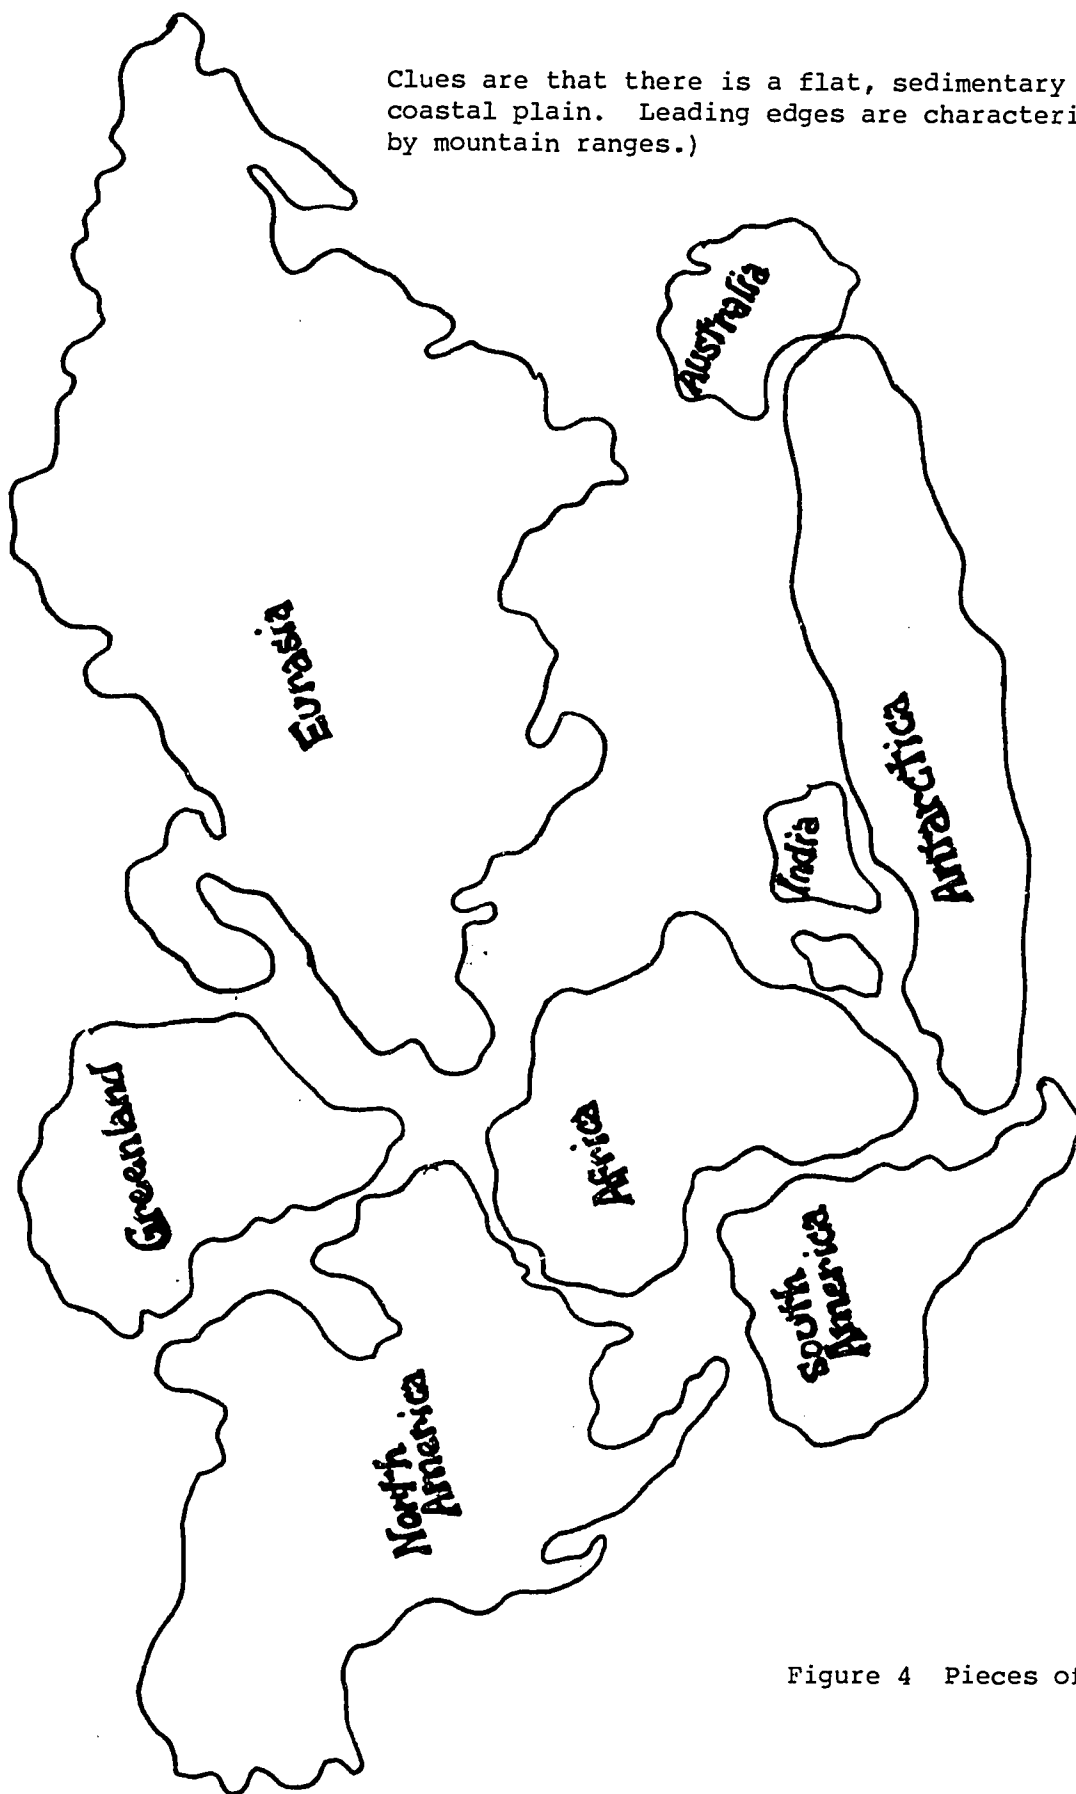 Clues are that there is a flat, sedimentary
coastal plain. Leading edges are characteri
by mountain ranges.)
Australia
Eurasia
Antarctica
India
Greenland
Africa
South
America
North
America
Figure 4 Pieces of